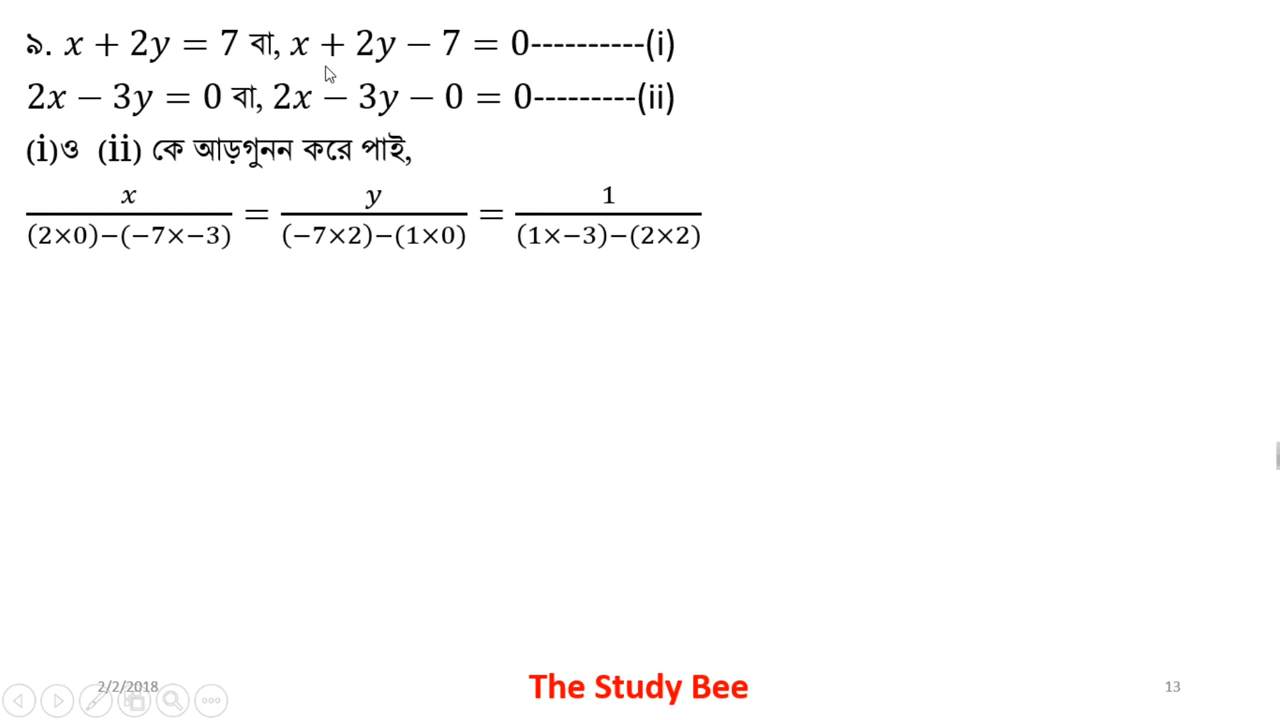 ৯. x + 2y = 7 বা, x + 2y − 7 = 0----------(i)
2x − 3y = 0 বা, 2x − 3y − 0 = 0---------(ii)
(i)ও (ii) কে আড়গুনন করে পাই,
x/((2×0)−(−7×−3)) = y/((−7×2)−(1×0)) = 1/((1×−3)−(2×2))
2/2/2018
The Study Bee
13